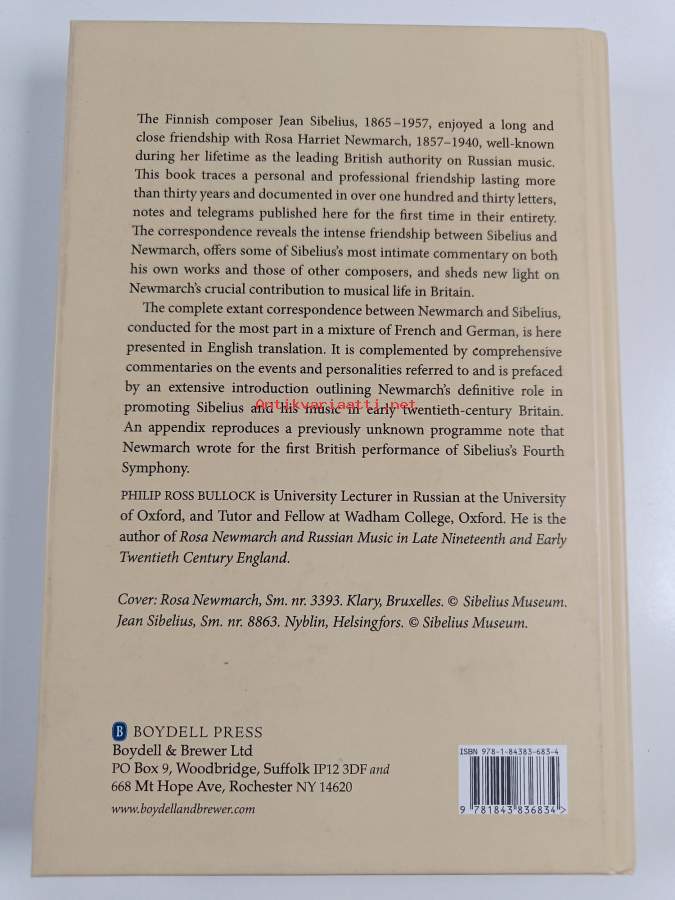 The Finnish composer Jean Sibelius, 1865–1957, enjoyed a long and
close friendship with Rosa Harriet Newmarch, 1857–1940, well-known
during her lifetime as the leading British authority on Russian music.
This book traces a personal and professional friendship lasting more
than thirty years and documented in over one hundred and thirty letters,
notes and telegrams published here for the first time in their entirety.
The correspondence reveals the intense friendship between Sibelius and
Newmarch, offers some of Sibelius's most intimate commentary on both
his own works and those of other composers, and sheds new light on
Newmarch's crucial contribution to musical life in Britain.
The complete extant correspondence between Newmarch and Sibelius,
conducted for the most part in a mixture of French and German, is here
presented in English translation. It is complemented by comprehensive
commentaries on the events and personalities referred to and is prefaced
by an extensive introduction outlining Newmarch's definitive role in
promoting Sibelius and his music in early twentieth-century Britain.
Antikvariaatti.net
An appendix reproduces a previously unknown programme note that
Newmarch wrote for the first British performance of Sibelius's Fourth
Symphony.
PHILIP ROSS BULLOCK is University Lecturer in Russian at the University
of Oxford, and Tutor and Fellow at Wadham College, Oxford. He is the
author of Rosa Newmarch and Russian Music in Late Nineteenth and Early
Twentieth Century England.
Cover: Rosa Newmarch, Sm. nr. 3393. Klary, Bruxelles. © Sibelius Museum.
Jean Sibelius, Sm. nr. 8863. Nyblin, Helsingfors. © Sibelius Museum.
B BOYDELL PRESS
Boydell & Brewer Ltd
PO Box 9, Woodbridge, Suffolk IP12 3DF and
668 Mt Hope Ave, Rochester NY 14620
www.boydellandbrewer.com
ISBN 978-1-84383-683-4
9 781843 836834 >